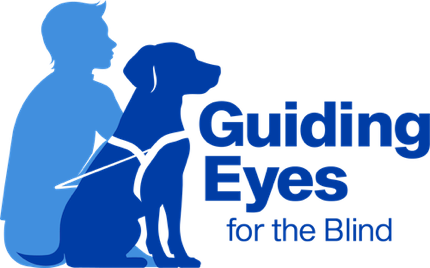 Guiding
Eyes
for the Blind